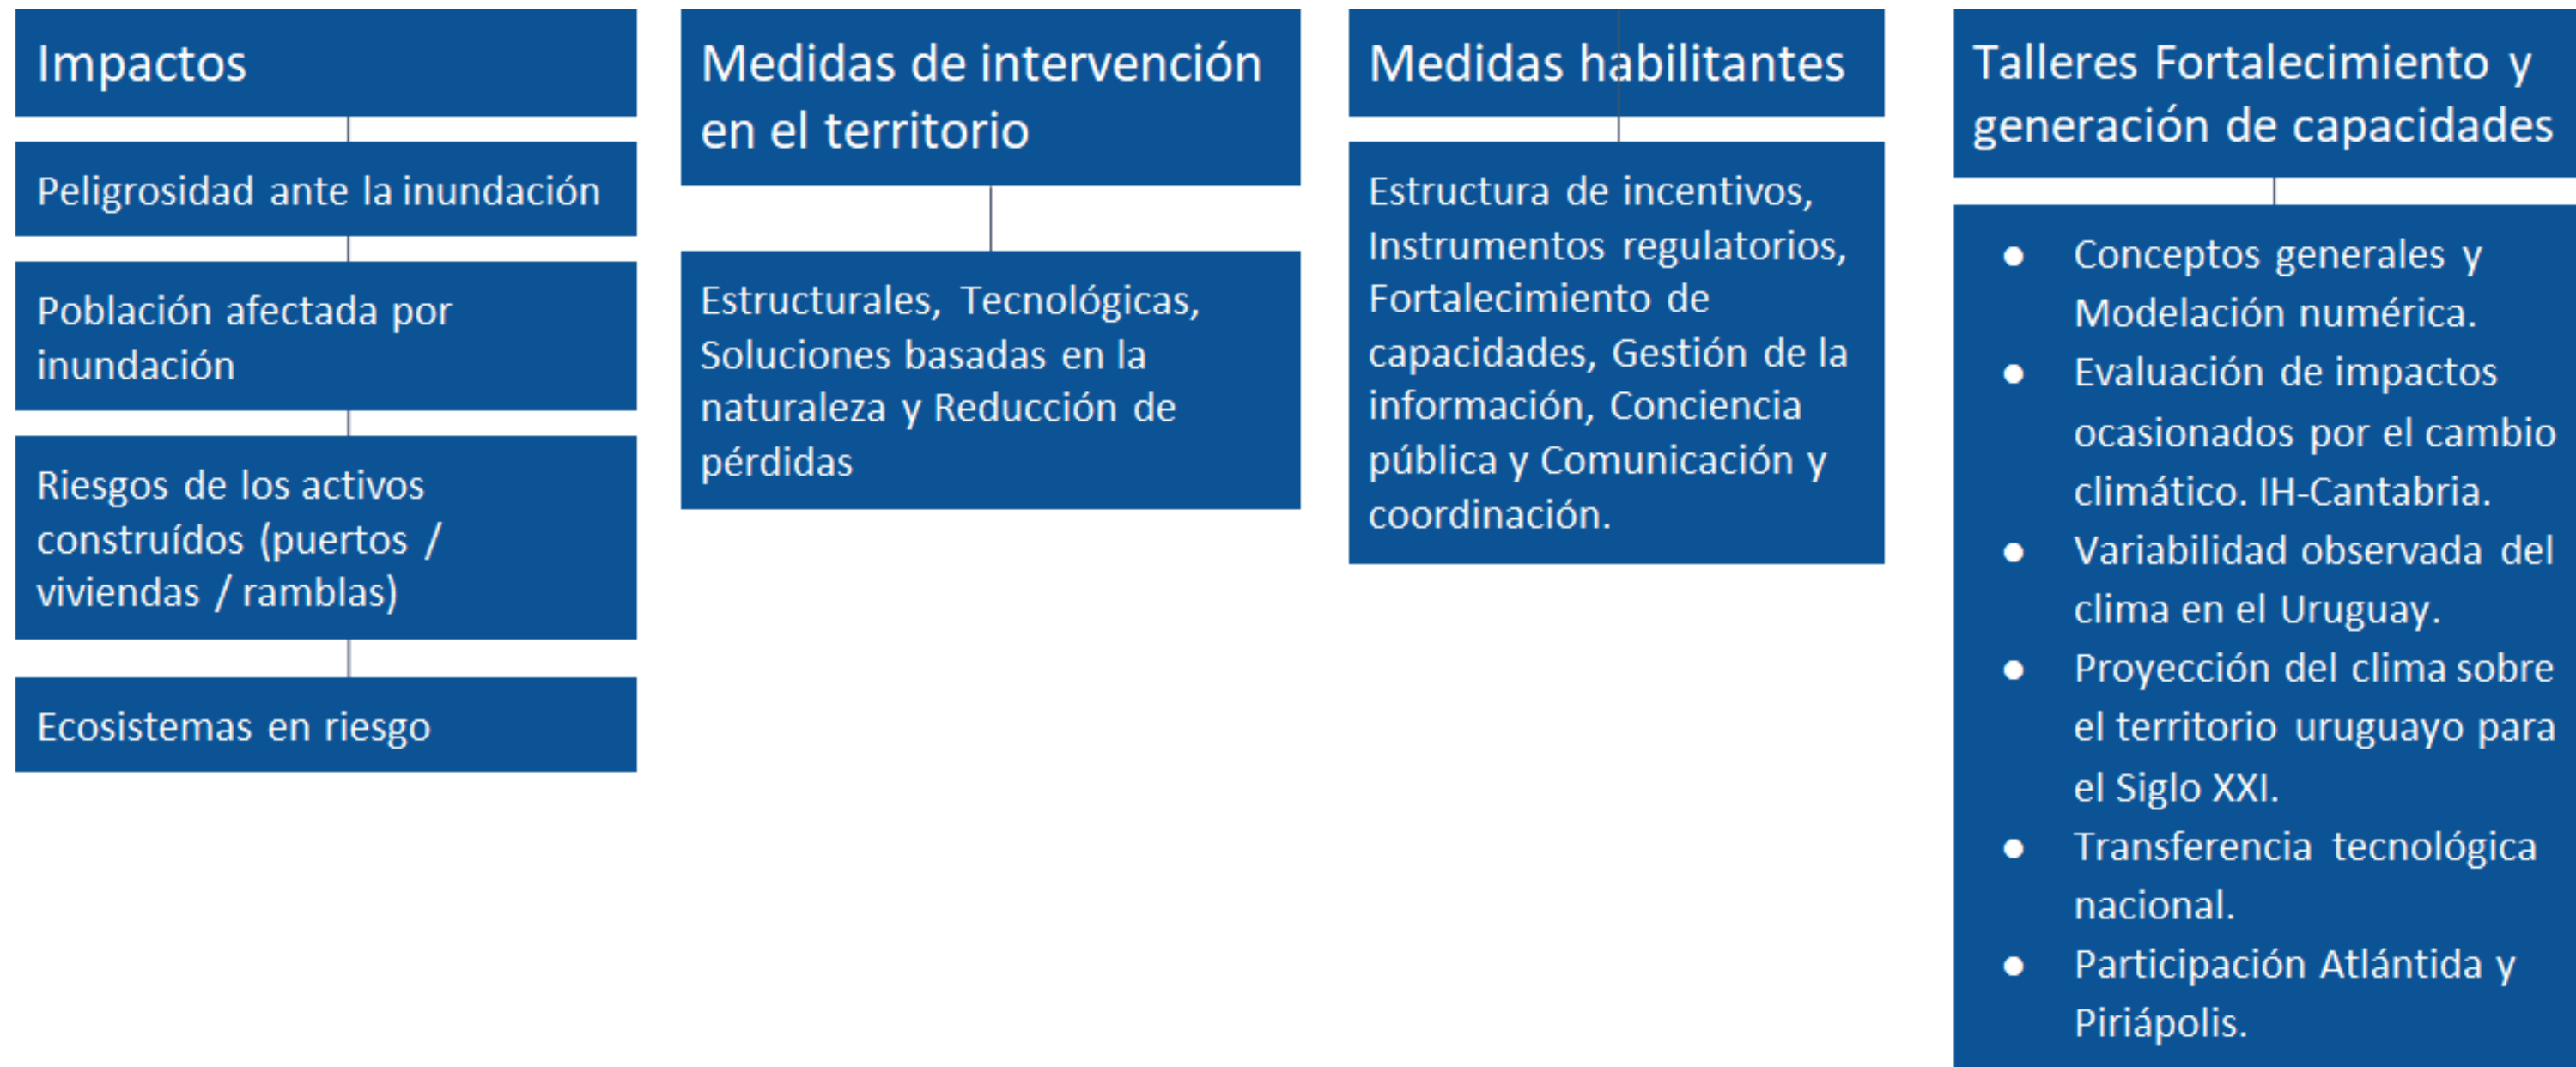 Impactos
Peligrosidad ante la inundación
Población afectada por
inundación
Riesgos de los activos
construídos (puertos /
viviendas / ramblas)
Ecosistemas en riesgo
Medidas de intervención
en el territorio
Estructurales, Tecnológicas,
Soluciones basadas en la
naturaleza y Reducción de
pérdidas
Medidas habilitantes
Estructura de incentivos,
Instrumentos regulatorios,
Fortalecimiento de
capacidades, Gestión de la
información, Conciencia
pública y Comunicación y
coordinación.
Talleres Fortalecimiento y
generación de capacidades
● Conceptos generales y
Modelación numérica.
● Evaluación de impactos
ocasionados por el cambio
climático. IH-Cantabria.
● Variabilidad observada del
clima en el Uruguay.
● Proyección del clima sobre
el territorio uruguayo para
el Siglo XXI.
● Transferencia tecnológica
nacional.
● Participación Atlántida y
Piriápolis.